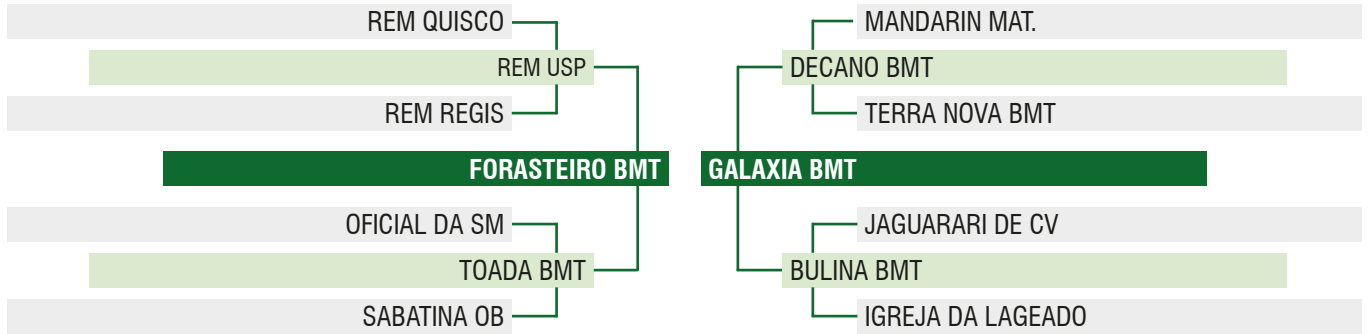 REM QUISCO
REM USP
REM REGIS
FORASTEIRO BMT
OFICIAL DA SM
TOADA BMT
SABATINA OB
MANDARIN MAT.
DECANO BMT
TERRA NOVA BMT
GALAXIA BMT
JAGUARARI DE CV
BULINA BMT
IGREJA DA LAGEADO